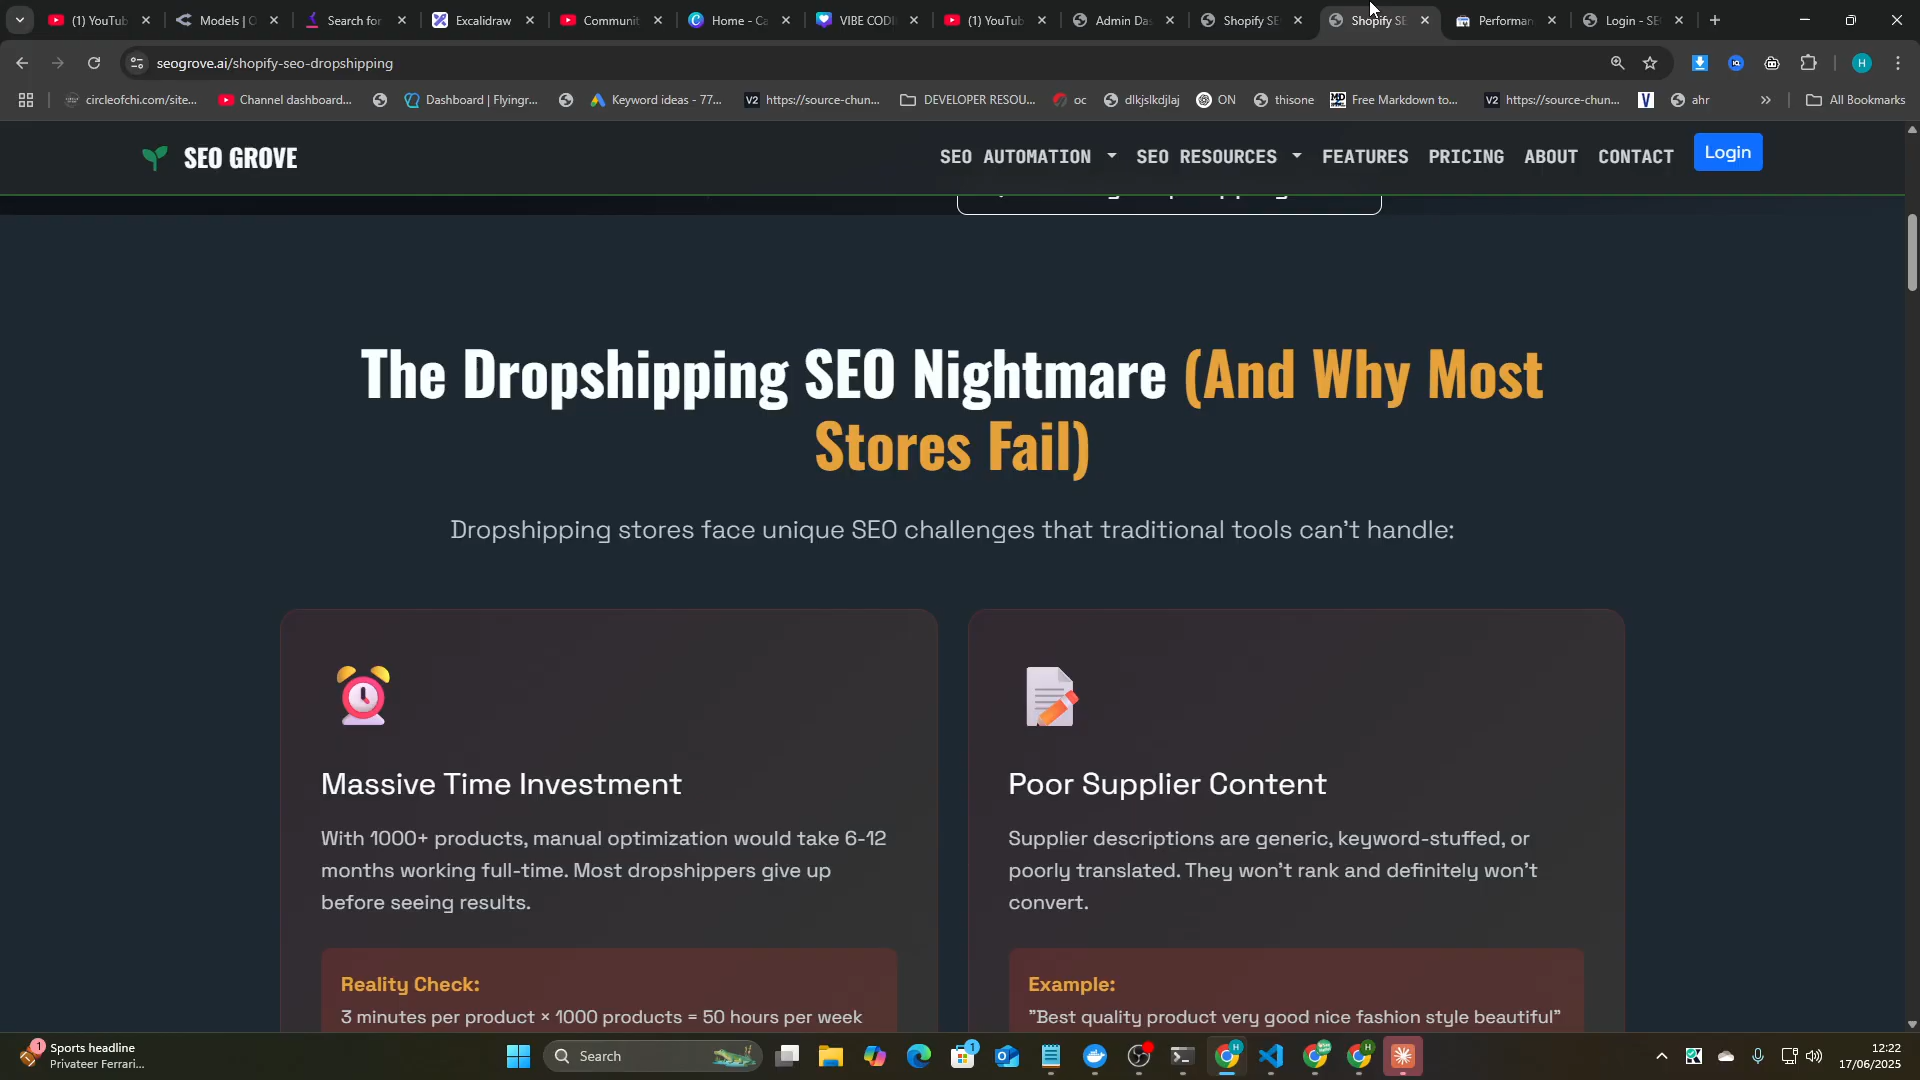 (1) YouTub
Models | O
Search for
Excalidraw
Communit
Home - Ca
VIBE CODI
(1) YouTub
Admin Das
Shopify SE
Shopify SE
Performan
Login - SE
seogrove.ai/shopify-seo-dropshipping
H
circleofchi.com/site...
Channel dashboard...
Dashboard | Flyingr...
Keyword ideas - 77...
V2
https://source-chun...
DEVELOPER RESOU...
oc
dlkjslkdjlaj
ON
thisone
Free Markdown to...
V2
https://source-chun...
V
ahr
All Bookmarks
SEO GROVE
SEO AUTOMATION
SEO RESOURCES
FEATURES
PRICING
ABOUT
CONTACT
Login
The Dropshipping SEO Nightmare (And Why Most
Stores Fail)
Dropshipping stores face unique SEO challenges that traditional tools can't handle:
Massive Time Investment
With 1000+ products, manual optimization would take 6-12
months working full-time. Most dropshippers give up
before seeing results.
Reality Check:
3 minutes per product × 1000 products = 50 hours per week
Poor Supplier Content
Supplier descriptions are generic, keyword-stuffed, or
poorly translated. They won't rank and definitely won't
convert.
Example:
"Best quality product very good nice fashion style beautiful"
1
Sports headline
Privateer Ferrari...
Search
1
H
H
12:22
17/06/2025